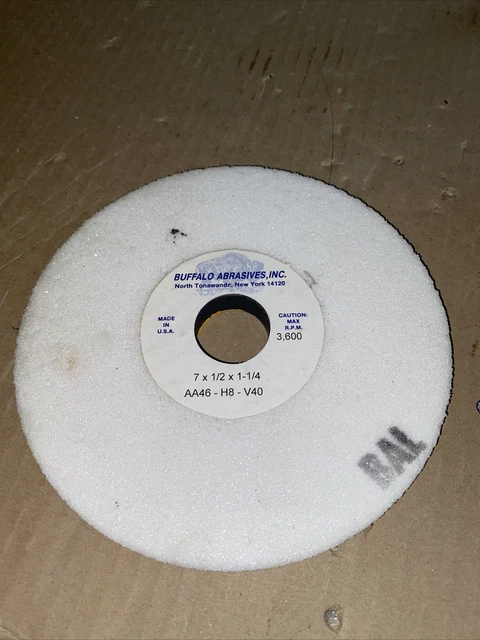 BUFFALO ABRASIVES, INC.
North Tonawanda, New York 14120
MADE
IN
U.S.A.
CAUTION:
MAX
R.P.M.
3,600
7 x 1/2 x 1-1/4
AA46 - H8 - V40
BAL